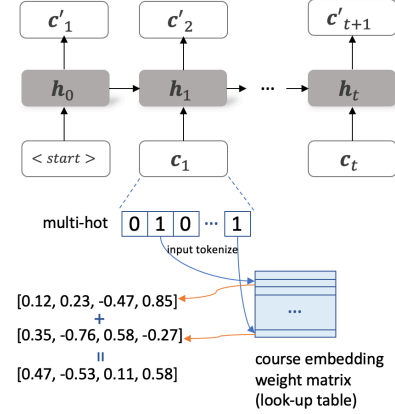 c'₁ c'₂ c'ₜ₊₁
h₀ h₁ ... hₜ
< start > c₁ cₜ
multi-hot 0 1 0 ... 1
input tokenize
[0.12, 0.23, -0.47, 0.85]
+
...
[0.35, -0.76, 0.58, -0.27]
=
[0.47, -0.53, 0.11, 0.58]
course embedding
weight matrix
(look-up table)